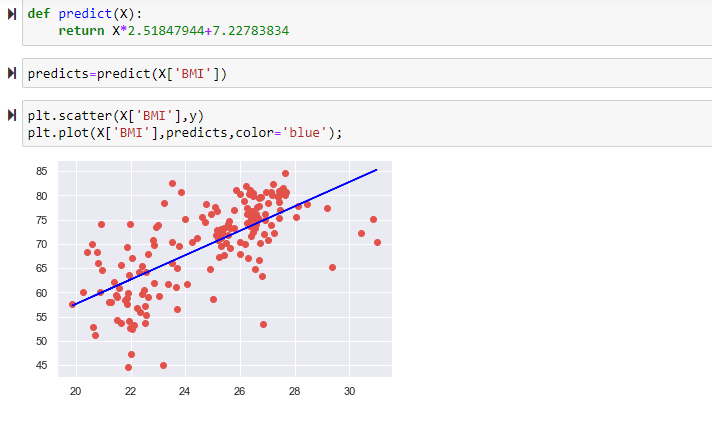 def predict(X):
    return X*2.51847944+7.22783834
predicts=predict(X['BMI'])
plt.scatter(X['BMI'],y)
plt.plot(X['BMI'],predicts,color='blue');
85
80
75
70
65
60
55
50
45
20 22 24 26 28 30